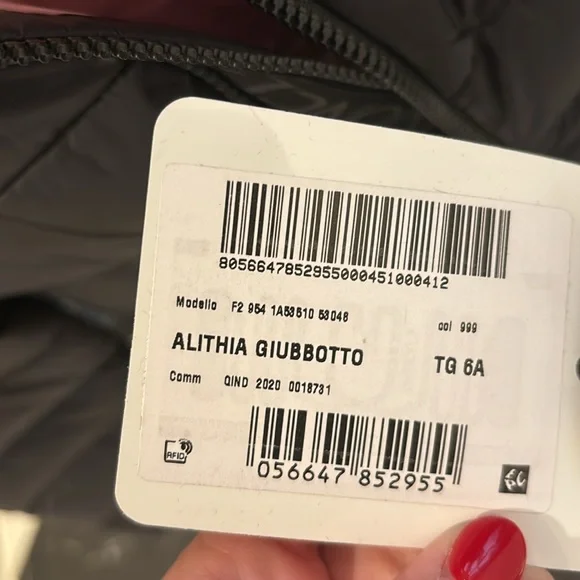 8056647852955000451000412
Modello F2 954 1A53510 53048
col 999
ALITHIA GIUBBOTTO
TG 6A
Comm QIND 2020 0018731
RFID
056647 852955